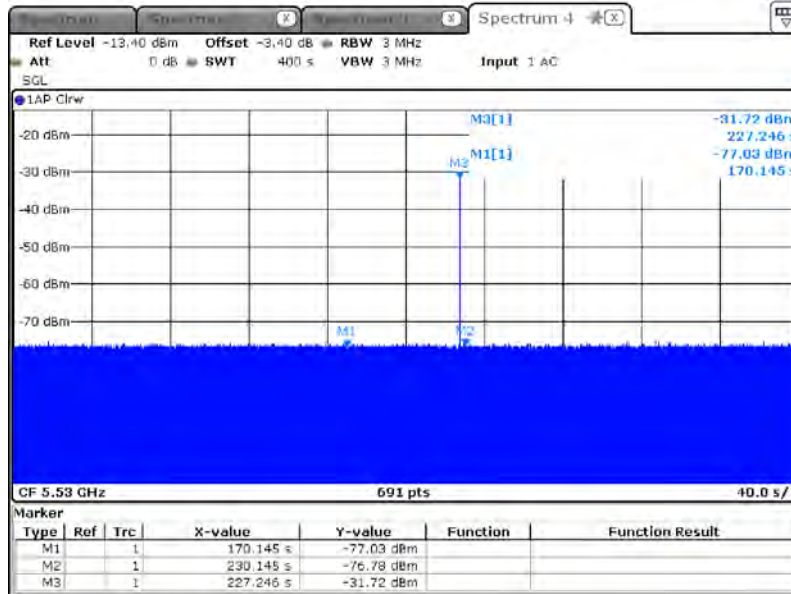 Spectrum 4
Ref Level -13.40 dBm Offset -3.40 dB RBW 3 MHz
Att 0 dB SWT 400 s VBW 3 MHz Input 1 AC
SGL
1AP Clrw
M3[1] -31.72 dBm
227.246 s
M1[1] -77.03 dBm
170.145 s
-20 dBm
M3
-30 dBm
-40 dBm
-50 dBm
-60 dBm
-70 dBm
M1 M2
CF 5.53 GHz 691 pts 40.0 s/
Marker
Type Ref Trc X-value Y-value Function Function Result
M1 1 170.145 s -77.03 dBm
M2 1 230.145 s -76.78 dBm
M3 1 227.246 s -31.72 dBm